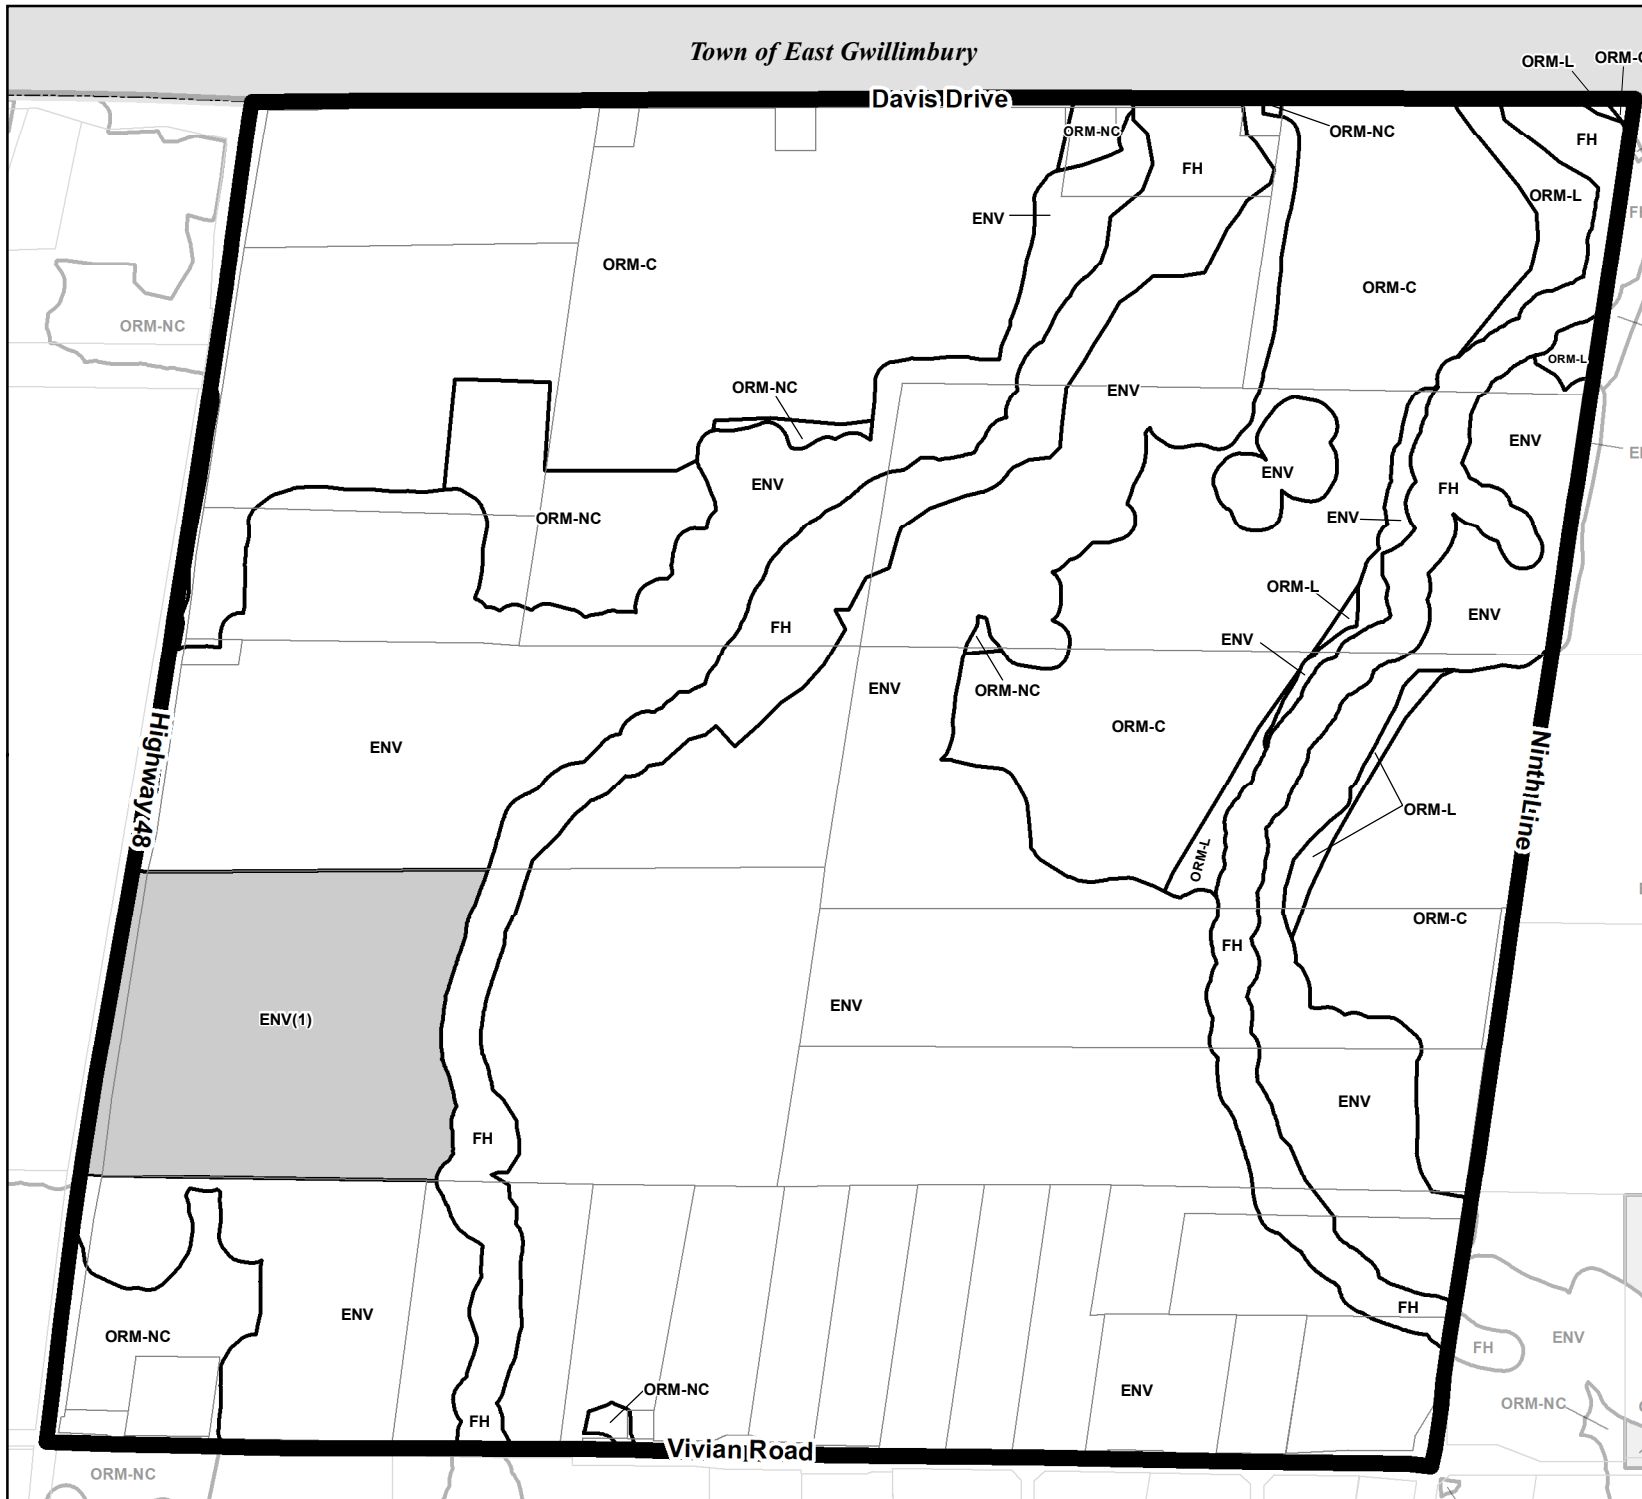 Town of East Gwillimbury
ORM-L
ORM-
Davis Drive
ORM-NC
ORM-NC
FH
FH
ORM-L
ENV
ORM-C
ORM-C
ORM-NC
ORM-L
ORM-NC
ENV
ENV
ENV
ENV
ENV
FH
ORM-NC
ENV
ORM-L
ENV
FH
ENV
ENV
ORM-NC
ORM-C
ENV
Highway 48
Ninth Line
ORM-L
ORM-L
ORM-C
FH
ENV
ENV(1)
ENV
FH
FH
ENV
ORM-NC
FH
ENV
ENV
ORM-NC
ENV
ORM-NC
FH
Vivian Road
ORM-NC